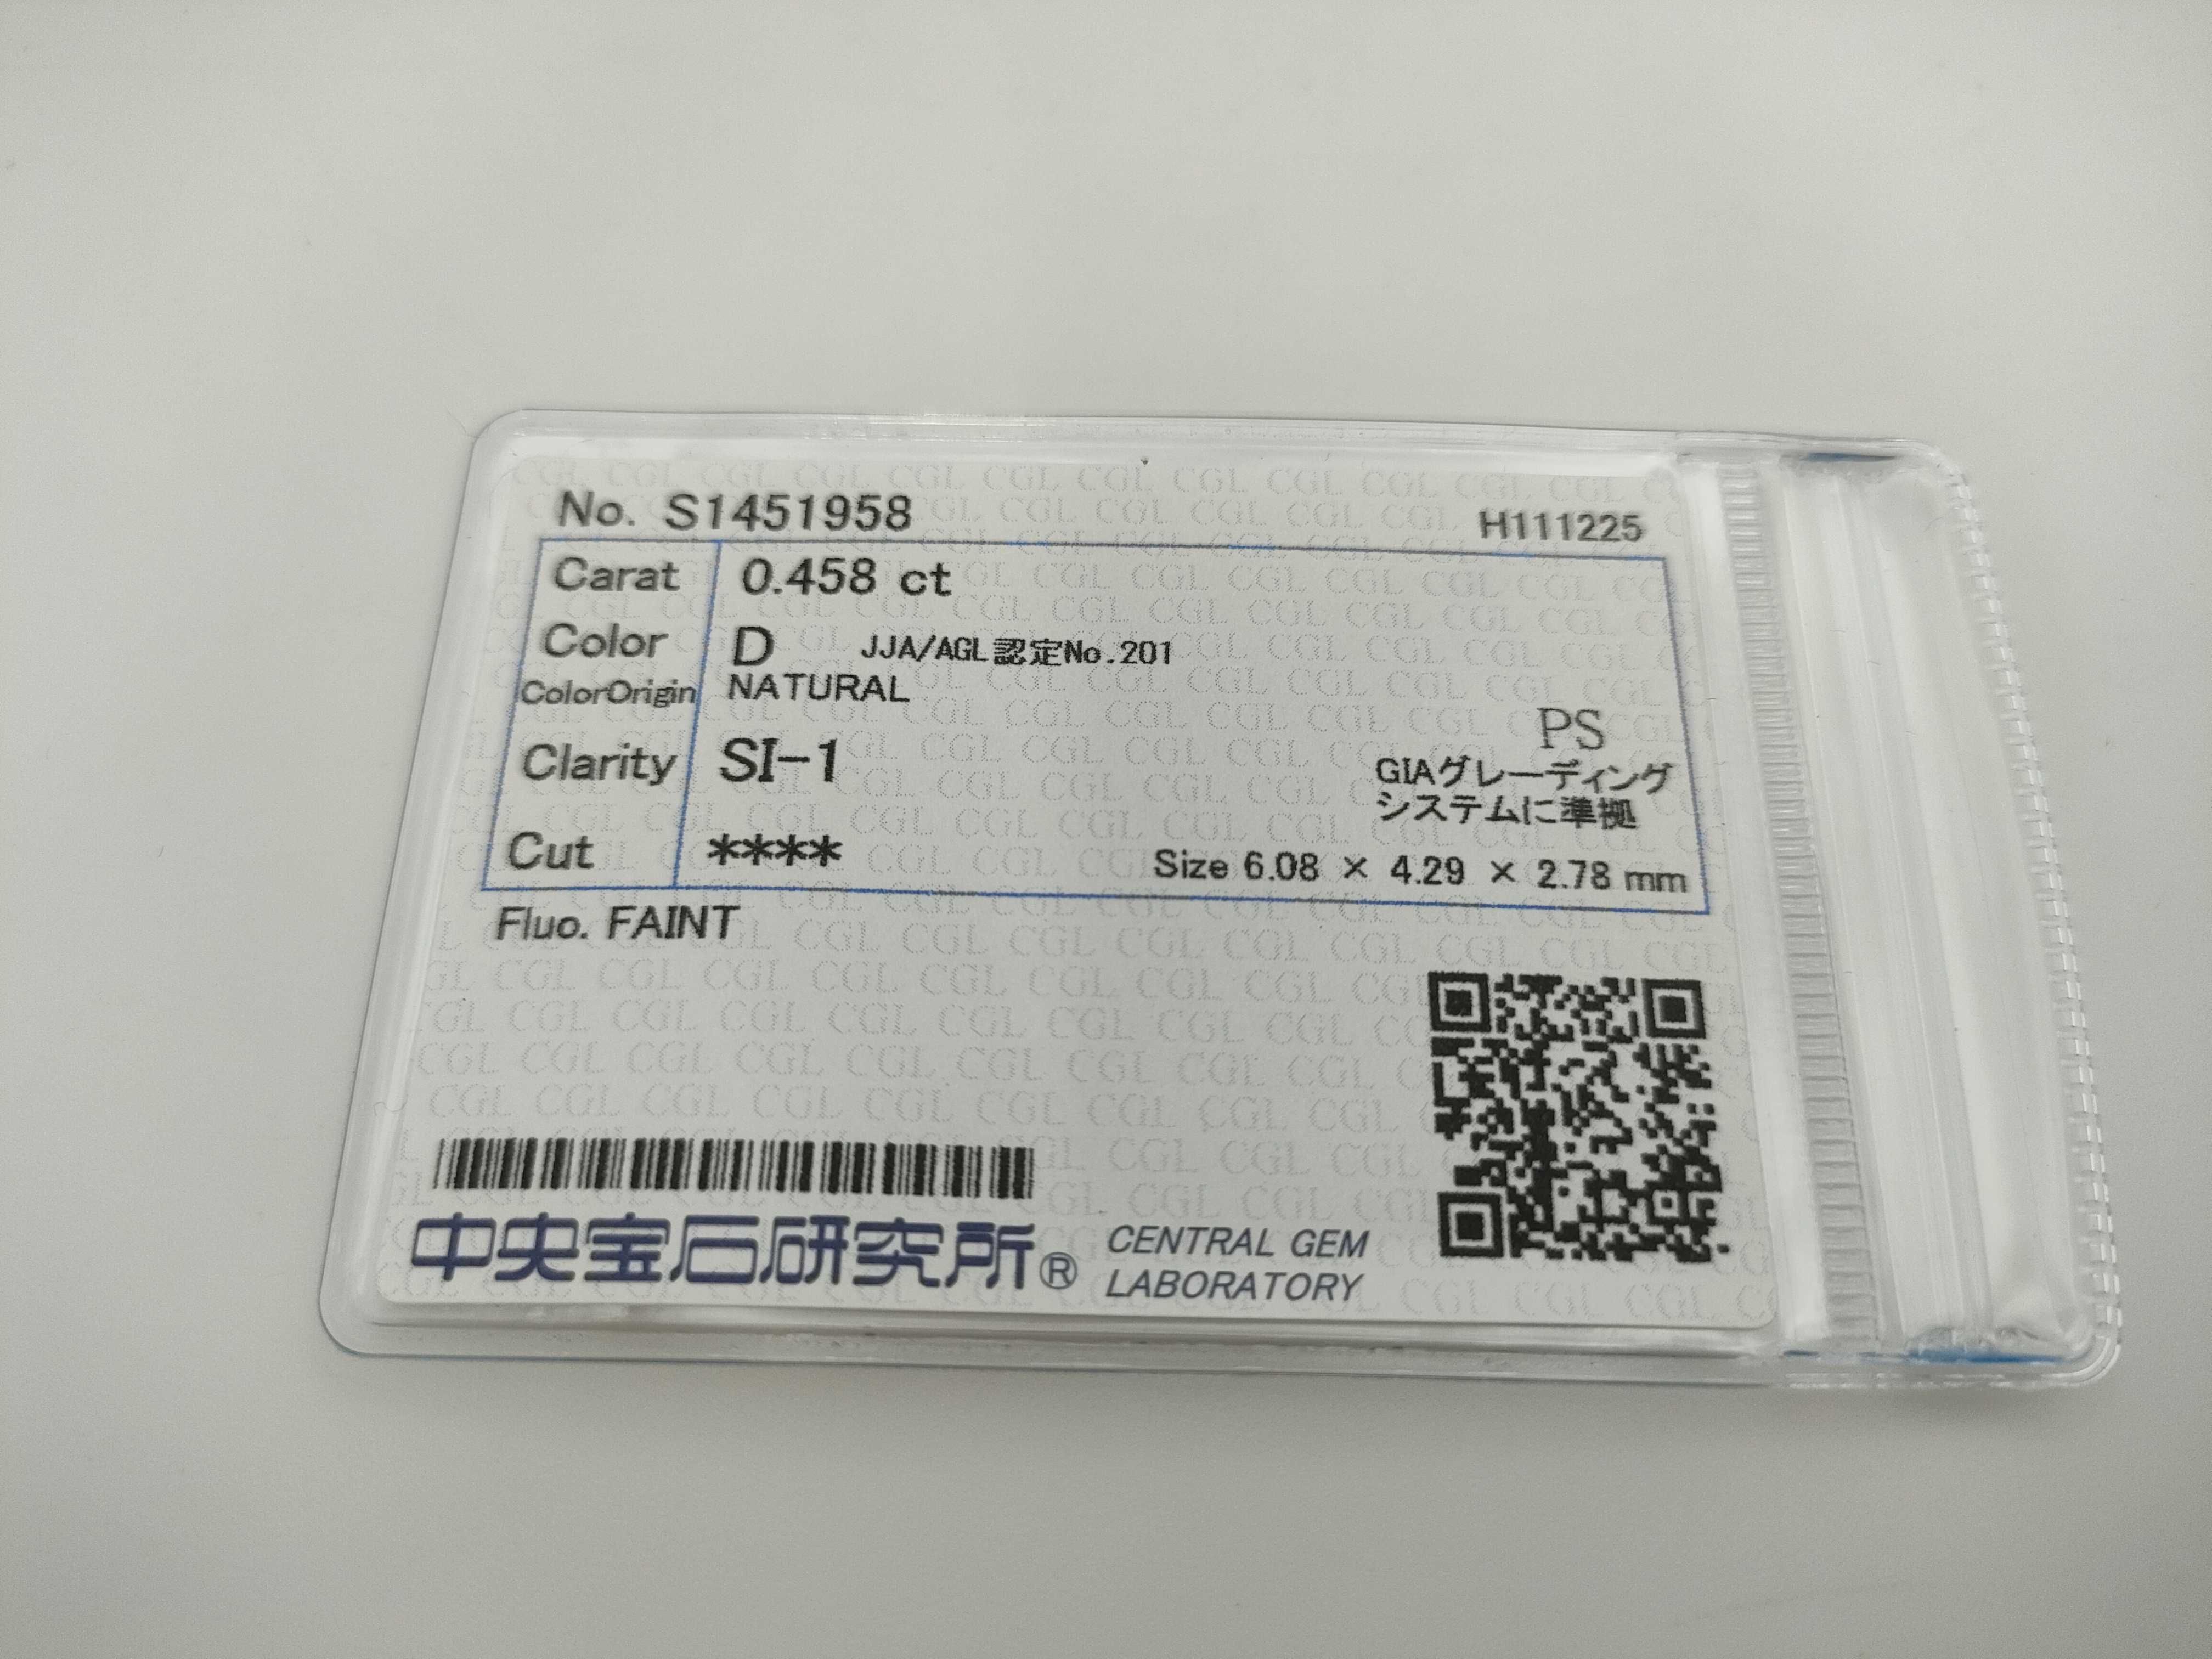 No. S1451958
H111225
Carat 0.458 ct
Color D JJA/AGL認定No.201
ColorOrigin NATURAL
Clarity SI-1
PS
GIAグレーディング
システムに準拠
Cut ****
Size 6.08 × 4.29 × 2.78 mm
Fluo. FAINT
中央宝石研究所® CENTRAL GEM
LABORATORY